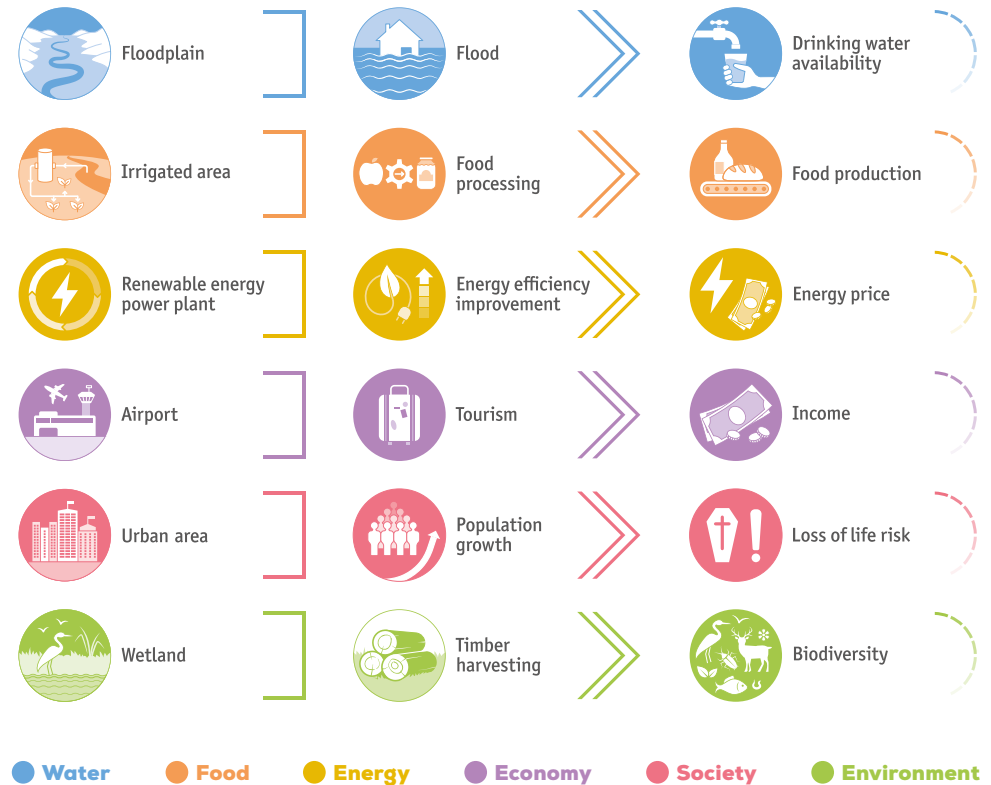 Floodplain
Flood
Drinking water
availability
Irrigated area
Food
processing
Food production
Renewable energy
power plant
Energy efficiency
improvement
Energy price
Airport
Tourism
Income
Urban area
Population
growth
Loss of life risk
Wetland
Timber
harvesting
Biodiversity
Water
Food
Energy
Economy
Society
Environment